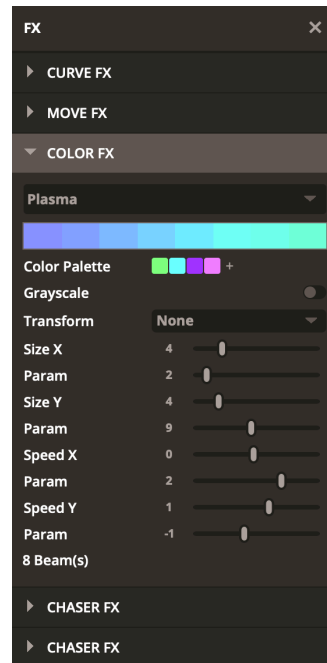 FX
CURVE FX
MOVE FX
COLOR FX
Plasma
Color Palette +
Grayscale
Transform None
Size X 4
Param 2
Size Y 4
Param 9
Speed X 0
Param 2
Speed Y 1
Param -1
8 Beam(s)
CHASER FX
CHASER FX